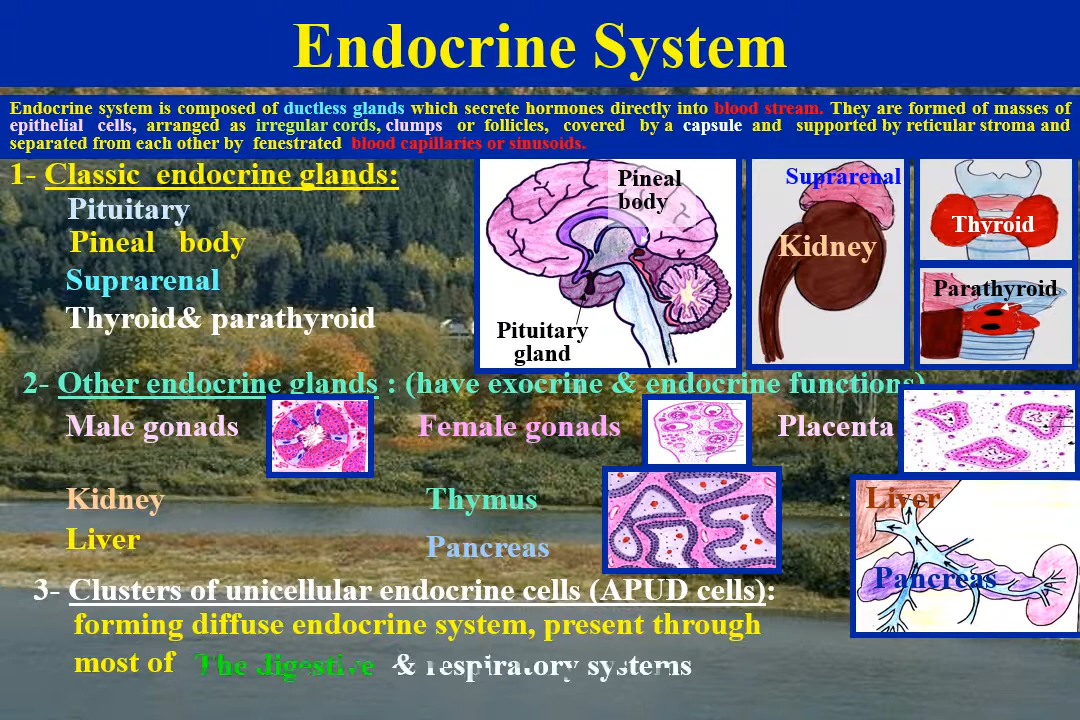 Endocrine System
Endocrine system is composed of ductless glands which secrete hormones directly into blood stream. They are formed of masses of
epithelial cells, arranged as irregular cords, clumps or follicles, covered by a capsule and supported by reticular stroma and
separated from each other by fenestrated blood capillaries or sinusoids.
1- Classic endocrine glands:
Pituitary
Pineal body
Suprarenal
Thyroid& parathyroid
Pineal
body
Pituitary
gland
Suprarenal
Kidney
Thyroid
Parathyroid
2- Other endocrine glands : (have exocrine & endocrine functions)
Male gonads
Female gonads
Placenta
Kidney
Thymus
Liver
Pancreas
Liver
Pancreas
3- Clusters of unicellular endocrine cells (APUD cells):
forming diffuse endocrine system, present through
most of The digestive & respiratory systems